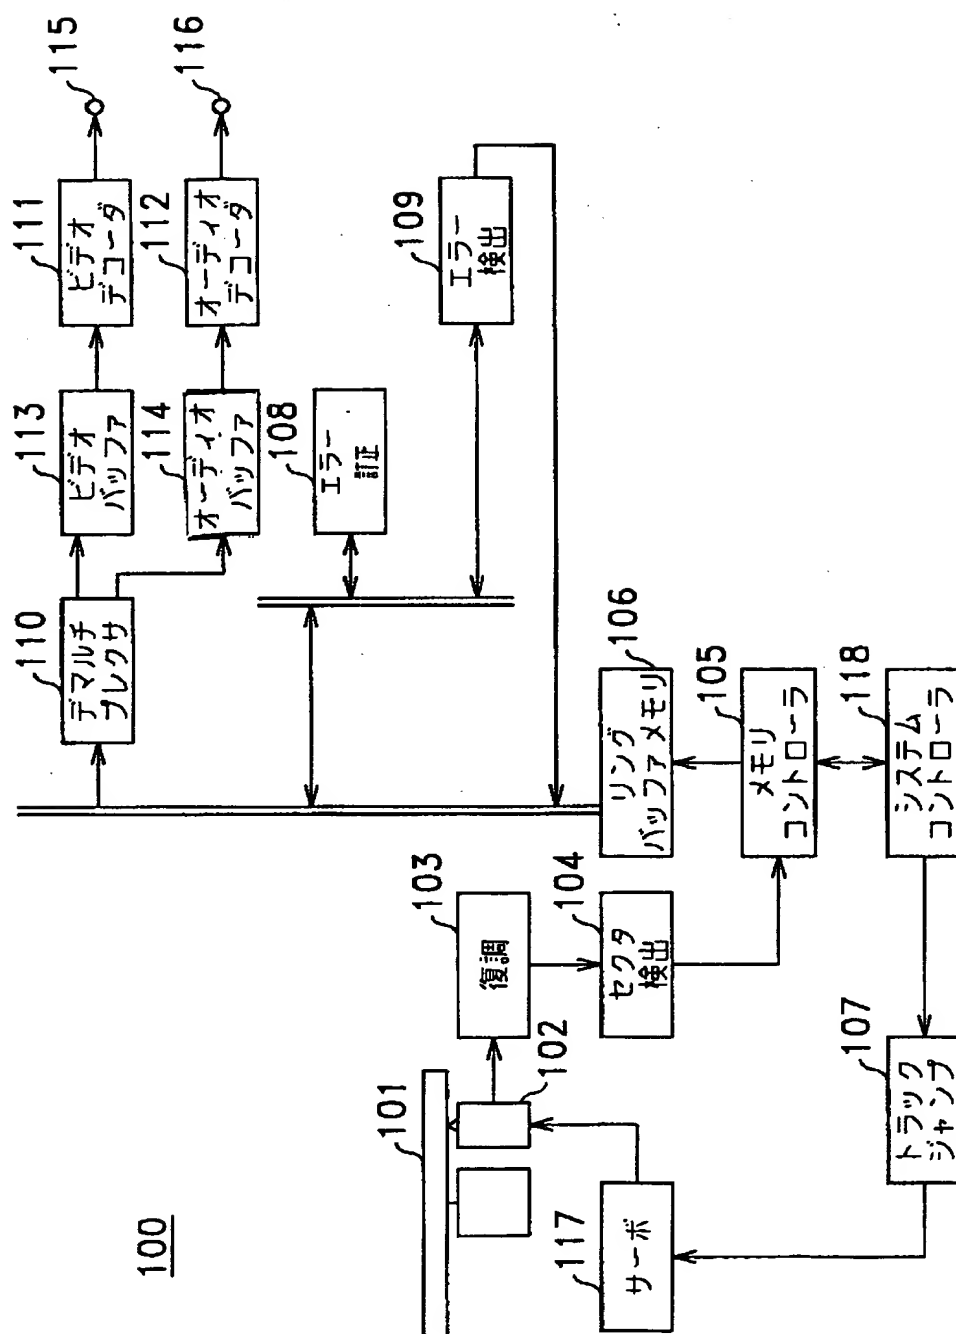 100
101
102
103
復調
104
セクタ
検出
117
サーボ
107
トラック
ジャンプ
106
リング
バッファメモリ
105
メモリ
コントローラ
118
システム
コントローラ
110
デマルチ
プレクサ
113
ビデオ
バッファ
114
オーディオ
バッファ
108
エラー
訂正
111
ビデオ
デコーダ
112
オーディオ
デコーダ
109
エラー
検出
115
116